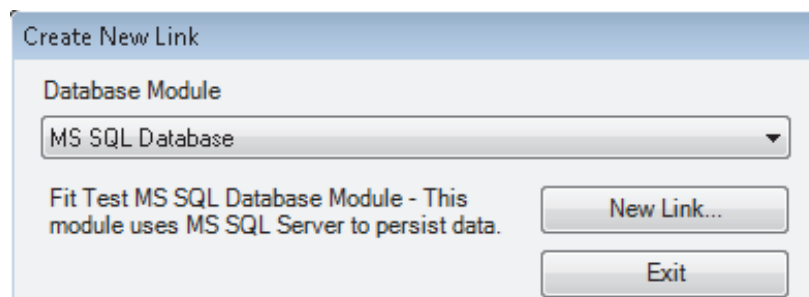 Create New Link
Database Module
MS SQL Database
Fit Test MS SQL Database Module - This
module uses MS SQL Server to persist data.
New Link...
Exit